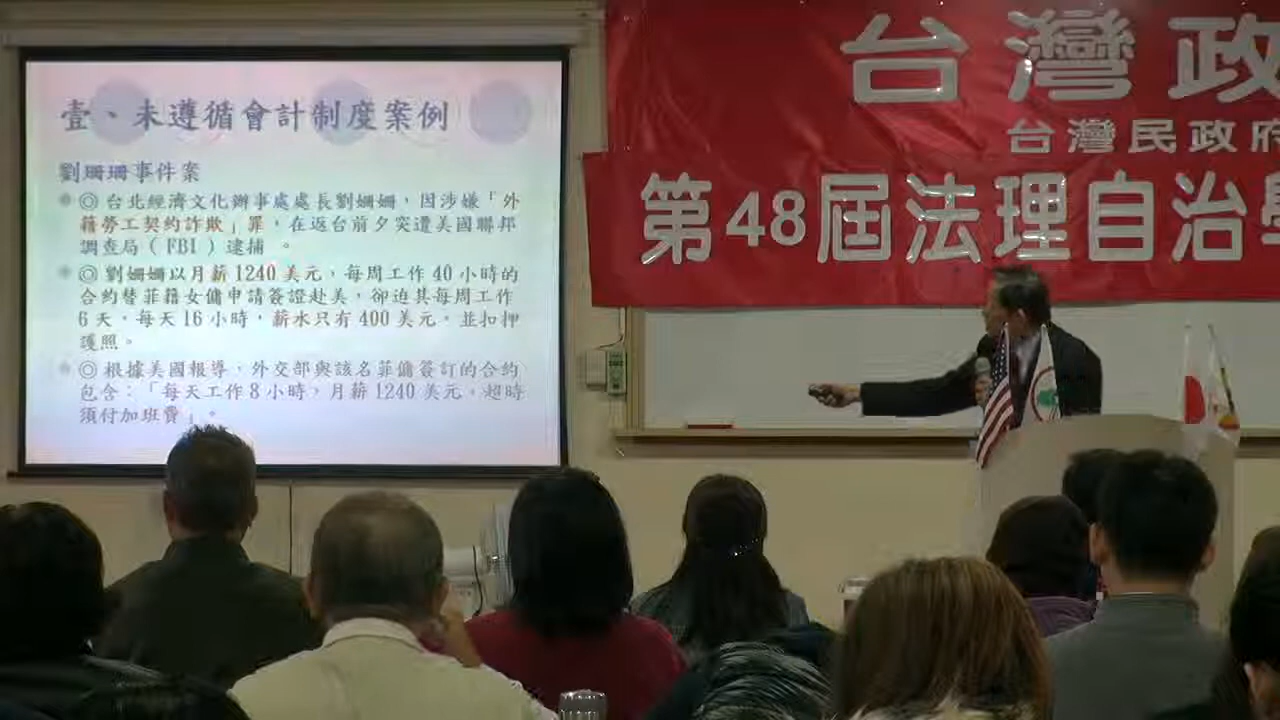 壹、未遵循會計制度案例
劉姍姍事件案
◎台北經濟文化辦事處處長劉姍姍，因涉嫌「外
籍勞工契約詐欺」罪，在返台前夕突遭美國聯邦
調查局（FBI）逮捕 。
◎劉姍姍以月薪1240美元，每周工作40小時的
合約替菲籍女傭申請簽證赴美，卻迫其每周工作
6天，每天16小時，薪水只有400美元，並扣押
護照。
◎根據美國報導，外交部與該名菲傭簽訂的合約
包含：「每天工作8小時，月薪1240美元，超時
須付加班費」。
台灣政
台灣民政府
第48屆法理自治學